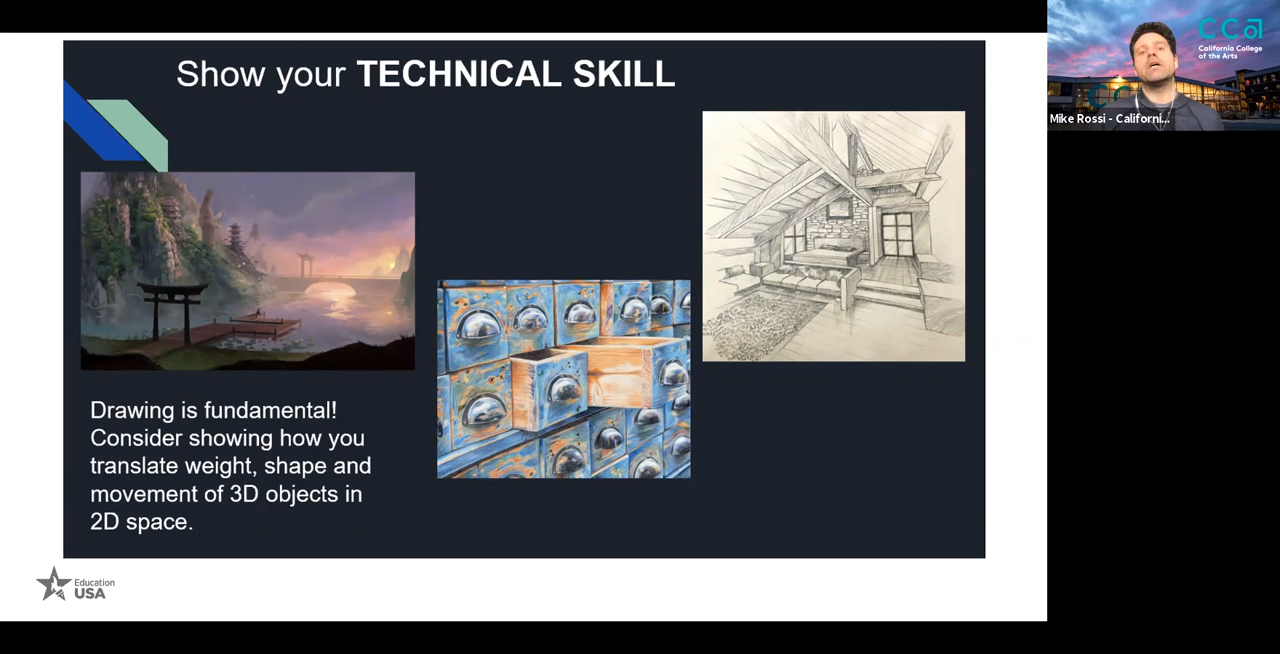 Show your TECHNICAL SKILL
Drawing is fundamental!
Consider showing how you
translate weight, shape and
movement of 3D objects in
2D space.
Education
USA
CCA
California College
of the Arts
Mike Rossi - Californi...